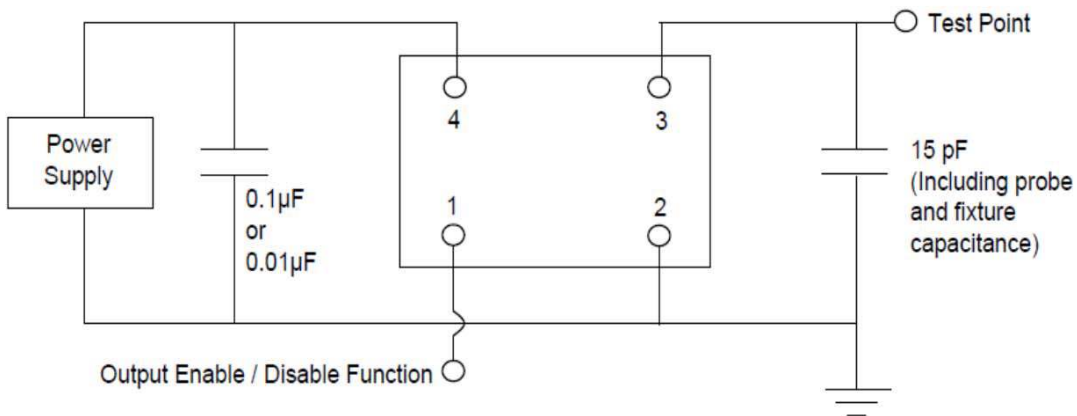 Test Point
4
3
Power
Supply
0.1µF
or
0.01µF
1
2
15 pF
(Including probe
and fixture
capacitance)
Output Enable / Disable Function